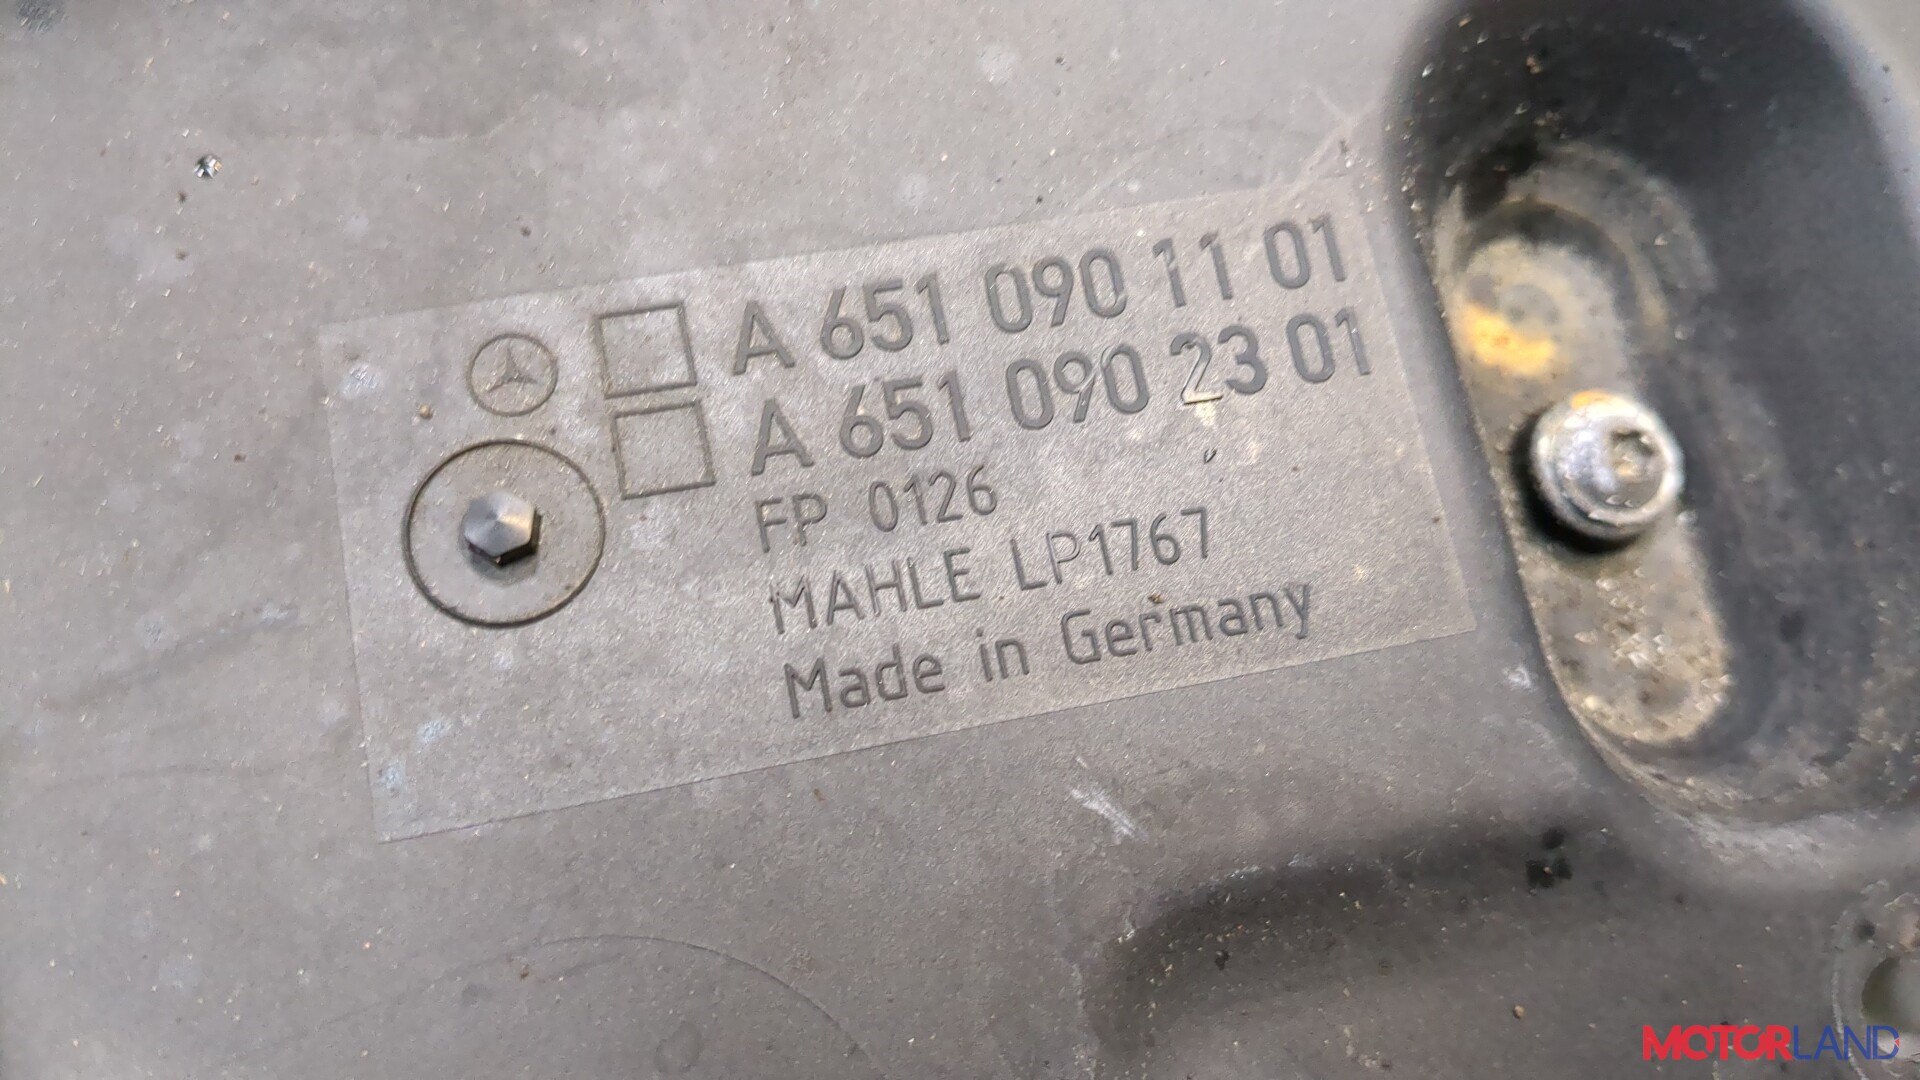 A 651 090 11 01
A 651 090 23 01
FP 0126
MAHLE LP1767
Made in Germany
MOTORLAND